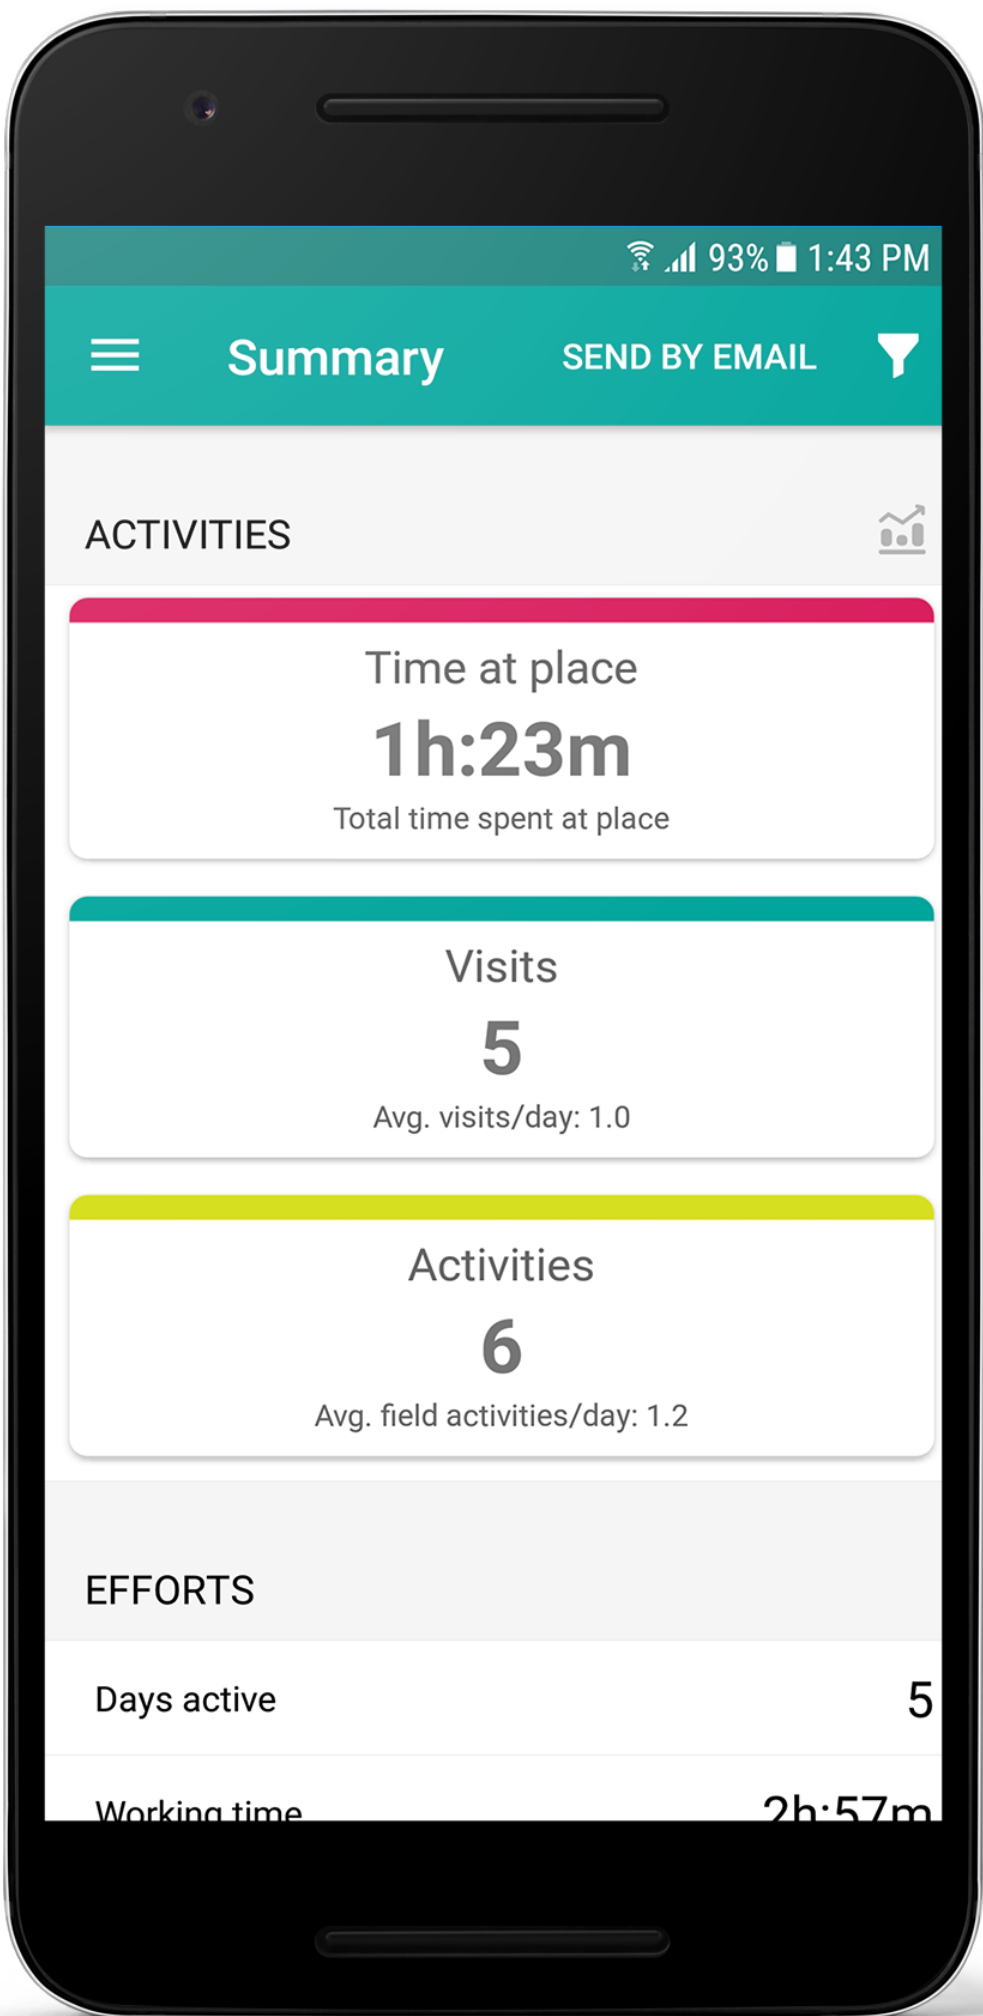 93% 1:43 PM
Summary SEND BY EMAIL
ACTIVITIES
Time at place
1h:23m
Total time spent at place
Visits
5
Avg. visits/day: 1.0
Activities
6
Avg. field activities/day: 1.2
EFFORTS
Days active 5
Working time 2h:57m